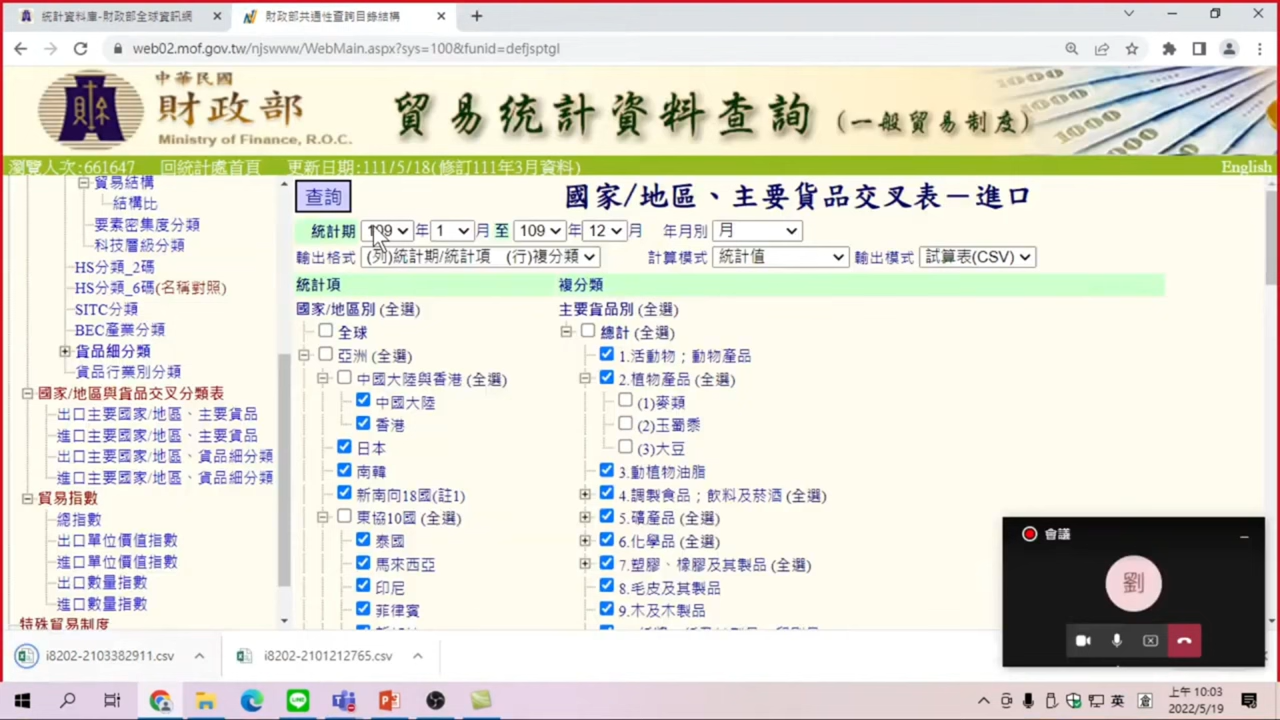 統計資料庫-財政部全球資訊網
財政部共通性查詢目錄結構
web02.mof.gov.tw/njswww/WebMain.aspx?sys=100&funid=defjsptgl
中華民國
財政部
Ministry of Finance, R.O.C.
貿易統計資料查詢(一般貿易制度)
瀏覽人次:661647 回統計處首頁 更新日期:111/5/18(修訂111年3月資料) English
貿易結構
結構比
要素密集度分類
科技層級分類
HS分類_2碼
HS分類_6碼(名稱對照)
SITC分類
BEC產業分類
貨品細分類
貨品行業別分類
國家/地區與貨品交叉分類表
出口主要國家/地區、主要貨品
進口主要國家/地區、主要貨品
出口主要國家/地區、貨品細分類
進口主要國家/地區、貨品細分類
貿易指數
總指數
出口單位價值指數
進口單位價值指數
出口數量指數
進口數量指數
特殊貿易制度
查詢
國家/地區、主要貨品交叉表－進口
統計期 109 年 1 月 至 109 年 12 月 年月別 月
輸出格式 (列)統計期/統計項 (行)複分類 計算模式 統計值 輸出模式 試算表(CSV)
統計項
複分類
國家/地區別 (全選)
全球
亞洲 (全選)
中國大陸與香港 (全選)
中國大陸
香港
日本
南韓
新南向18國(註1)
東協10國 (全選)
泰國
馬來西亞
印尼
菲律賓
主要貨品別 (全選)
總計 (全選)
1.活動物；動物產品
2.植物產品 (全選)
(1)麥類
(2)玉蜀黍
(3)大豆
3.動植物油脂
4.調製食品；飲料及菸酒 (全選)
5.礦產品 (全選)
6.化學品 (全選)
7.塑膠、橡膠及其製品 (全選)
8.毛皮及其製品
9.木及木製品
會議
劉
i8202-2103382911.csv
i8202-2101212765.csv
英
上午 10:03
2022/5/19